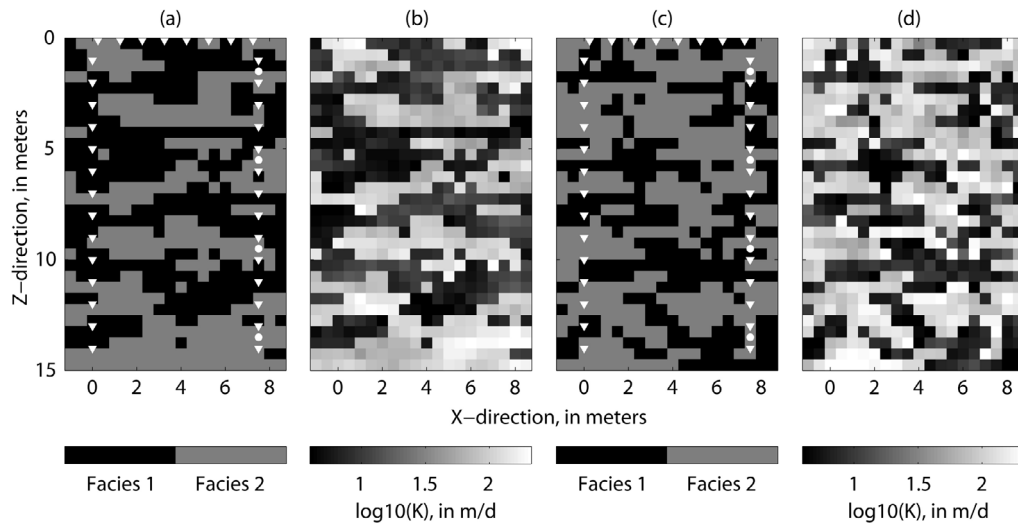 (a) (b) (c) (d)
0
5
10
15
Z−direction, in meters
0 2 4 6 8 0 2 4 6 8 0 2 4 6 8 0 2 4 6 8
X−direction, in meters
Facies 1 Facies 2 1 1.5 2 Facies 1 Facies 2 1 1.5 2
log10(K), in m/d log10(K), in m/d